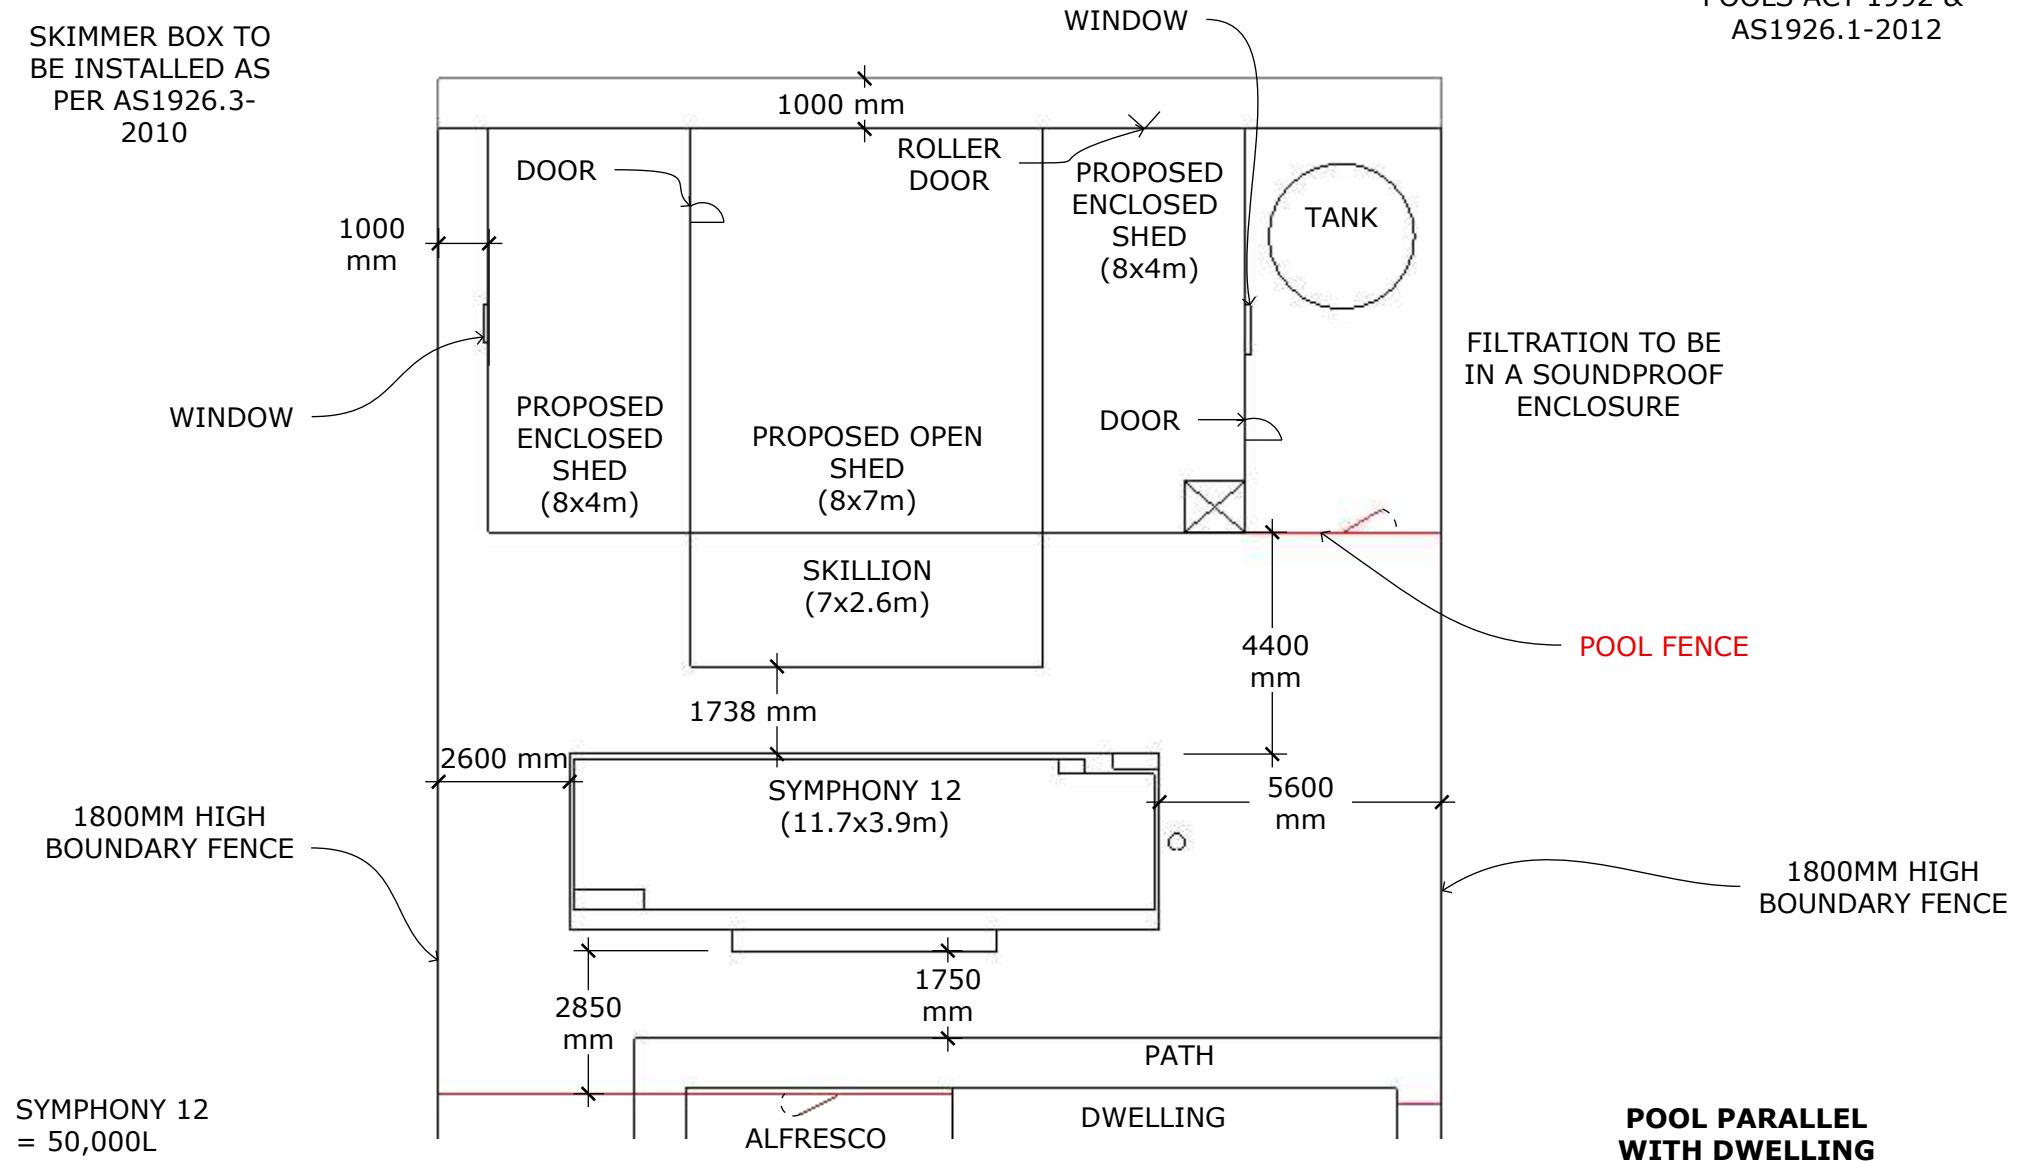 SKIMMER BOX TO
BE INSTALLED AS
PER AS1926.3-
2010
WINDOW
POOLS ACT 1992 &
AS1926.1-2012
1000 mm
DOOR
ROLLER
DOOR
PROPOSED
ENCLOSED
SHED
(8x4m)
TANK
1000
mm
WINDOW
PROPOSED
ENCLOSED
SHED
(8x4m)
PROPOSED OPEN
SHED
(8x7m)
DOOR
FILTRATION TO BE
IN A SOUNDPROOF
ENCLOSURE
SKILLION
(7x2.6m)
4400
mm
POOL FENCE
1738 mm
2600 mm
SYMPHONY 12
(11.7x3.9m)
5600
mm
1800MM HIGH
BOUNDARY FENCE
1800MM HIGH
BOUNDARY FENCE
2850
mm
1750
mm
PATH
SYMPHONY 12
= 50,000L
ALFRESCO
DWELLING
POOL PARALLEL
WITH DWELLING